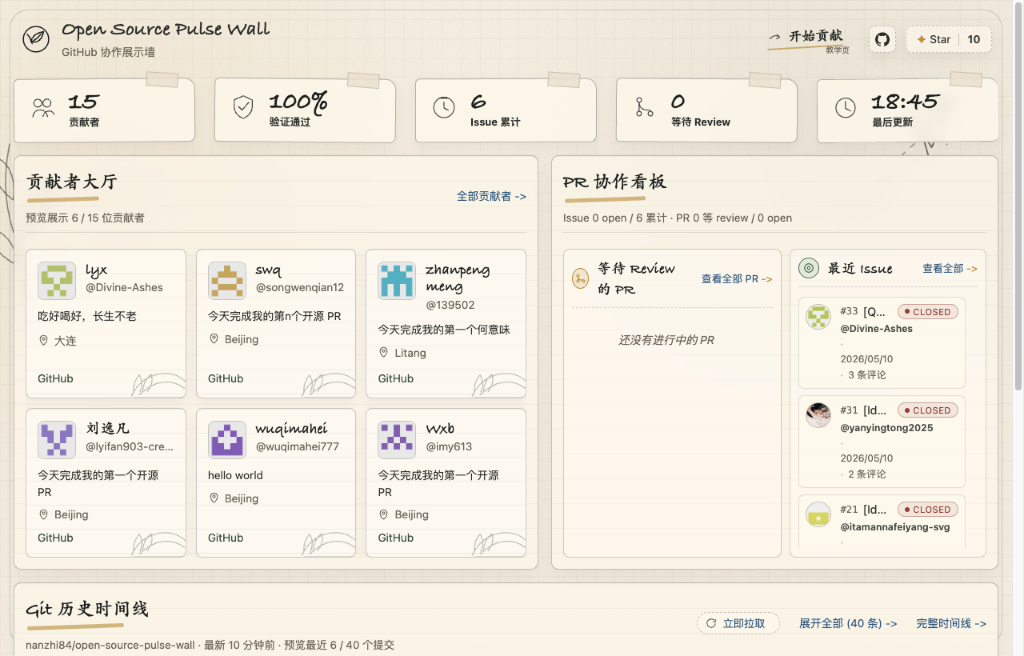 Open Source Pulse Wall
GitHub 协作展示墙
开始贡献
教学页
Star 10
15
贡献者
100%
验证通过
6
Issue 累计
0
等待 Review
18:45
最后更新
贡献者大厅
全部贡献者 ->
预览展示 6 / 15 位贡献者
lyx
@Divine-Ashes
吃好喝好，长生不老
大连
GitHub
swq
@songwenqian12
今天完成我的第n个开源 PR
Beijing
GitHub
zhanpeng
meng
@139502
今天完成我的第一个何意味
Litang
GitHub
刘逸凡
@lyifan903-cre...
今天完成我的第一个开源
PR
Beijing
GitHub
wuqimahei
@wuqimahei777
hello world
Beijing
GitHub
Wxb
@imy613
今天完成我的第一个开源
PR
Beijing
GitHub
PR 协作看板
Issue 0 open / 6 累计 · PR 0 等 review / 0 open
等待 Review
的 PR
查看全部 PR ->
还没有进行中的 PR
最近 Issue
查看全部 ->
#33 [Q... CLOSED
@Divine-Ashes
·
2026/05/10
· 3 条评论
#31 [Id... CLOSED
@yanyingtong2025
·
2026/05/10
· 2 条评论
#21 [Id... CLOSED
@itamannafeiyang-svg
·
Git 历史时间线
立即拉取
展开全部 (40 条) ->
完整时间线 ->
nanzhi84/open-source-pulse-wall · 最新 10 分钟前 · 预览最近 6 / 40 个提交